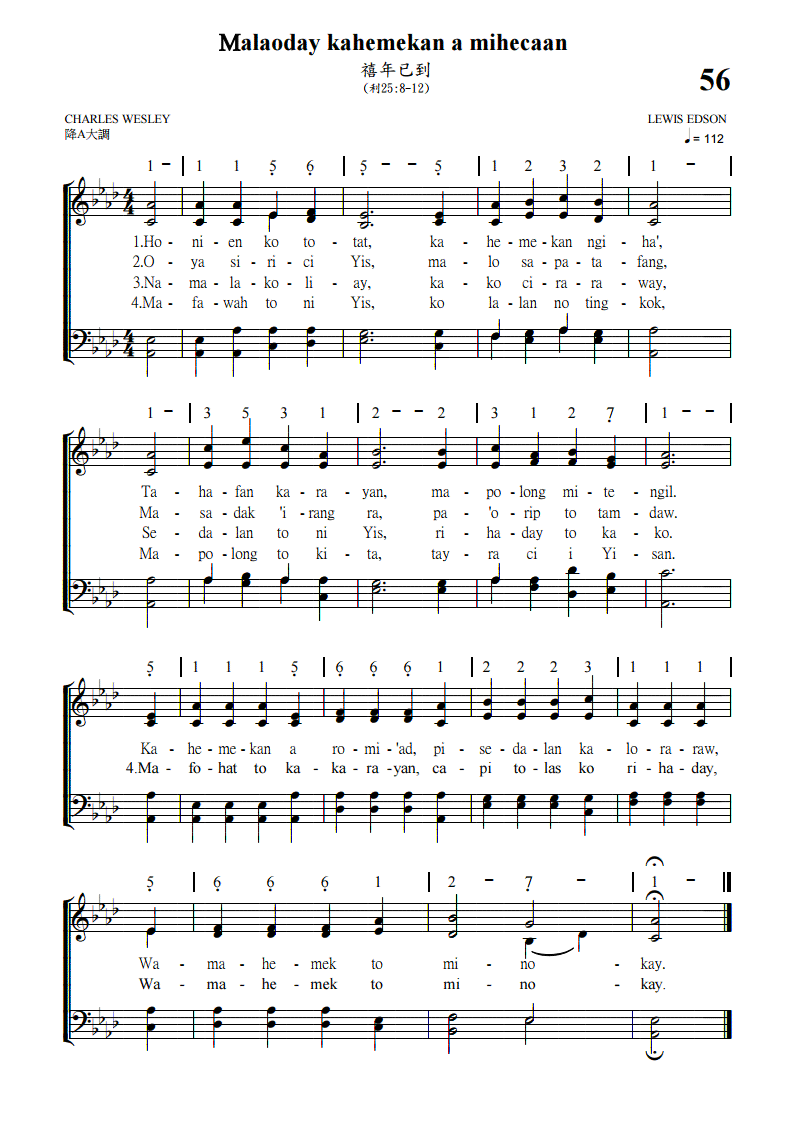 Malaoday kahemekan a mihecaan
禧年已到
(利25:8-12)
56
CHARLES WESLEY
LEWIS EDSON
降A大調
♩ = 112
1 – | 1 1 5̣ 6̣ | 5̣ – – 5̣ | 1 2 3 2 | 1 – |
1.Ho - ni - en ko to - tat, ka - he - me - kan ngi - ha',
2.O - ya si - ri - ci Yis, ma - lo sa - pa - ta - fang,
3.Na - ma - la - ko - li - ay, ka - ko ci - ra - ra - way,
4.Ma - fa - wah to ni Yis, ko la - lan no ting - kok,
1 – | 3 5 3 1 | 2 – – 2 | 3 1 2 7̣ | 1 – – |
Ta - ha - fan ka - ra - yan, ma - po - long mi - te - ngil.
Ma - sa - dak 'i - rang ra, pa - 'o - rip to tam - daw.
Se - da - lan to ni Yis, ri - ha - day to ka - ko.
Ma - po - long to ki - ta, tay - ra ci i Yi - san.
5̣ | 1 1 1 5̣ | 6̣ 6̣ 6̣ 1 | 2 2 2 3 | 1 1 1 |
Ka - he - me - kan a ro - mi - 'ad, pi - se - da - lan ka - lo - ra - raw,
4.Ma - fo - hat to ka - ka - ra - yan, ca - pi to - las ko ri - ha - day,
5̣ | 6̣ 6̣ 6̣ 1 | 2 – 7̣ – | 1 – ‖
Wa - ma - he - mek to mi - no - kay.
Wa - ma - he - mek to mi - no - kay.